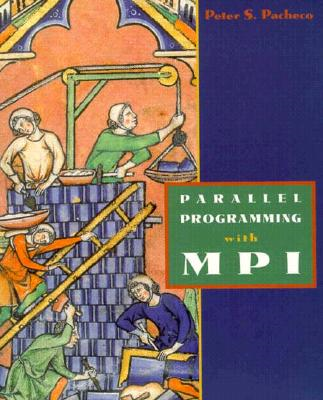 Peter S. Pacheco
PARALLEL
PROGRAMMING
with
MPI